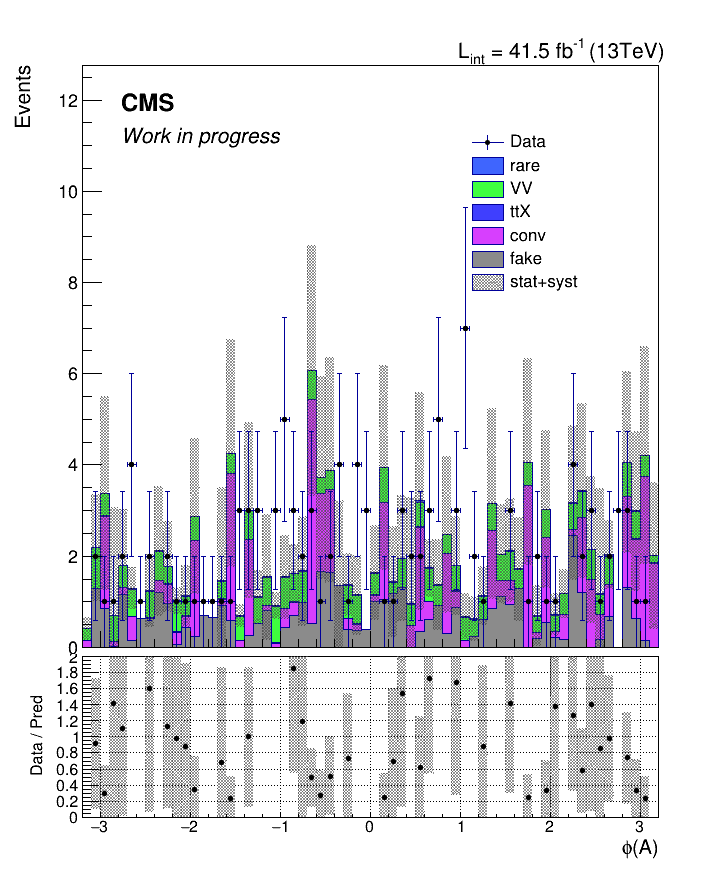 L_int = 41.5 fb^-1 (13TeV)
Events
CMS
Work in progress
Data
rare
VV
ttX
conv
fake
stat+syst
12
10
8
6
4
2
0
Data / Pred
2
1.8
1.6
1.4
1.2
1
0.8
0.6
0.4
0.2
0
−3 −2 −1 0 1 2 3
ϕ(A)